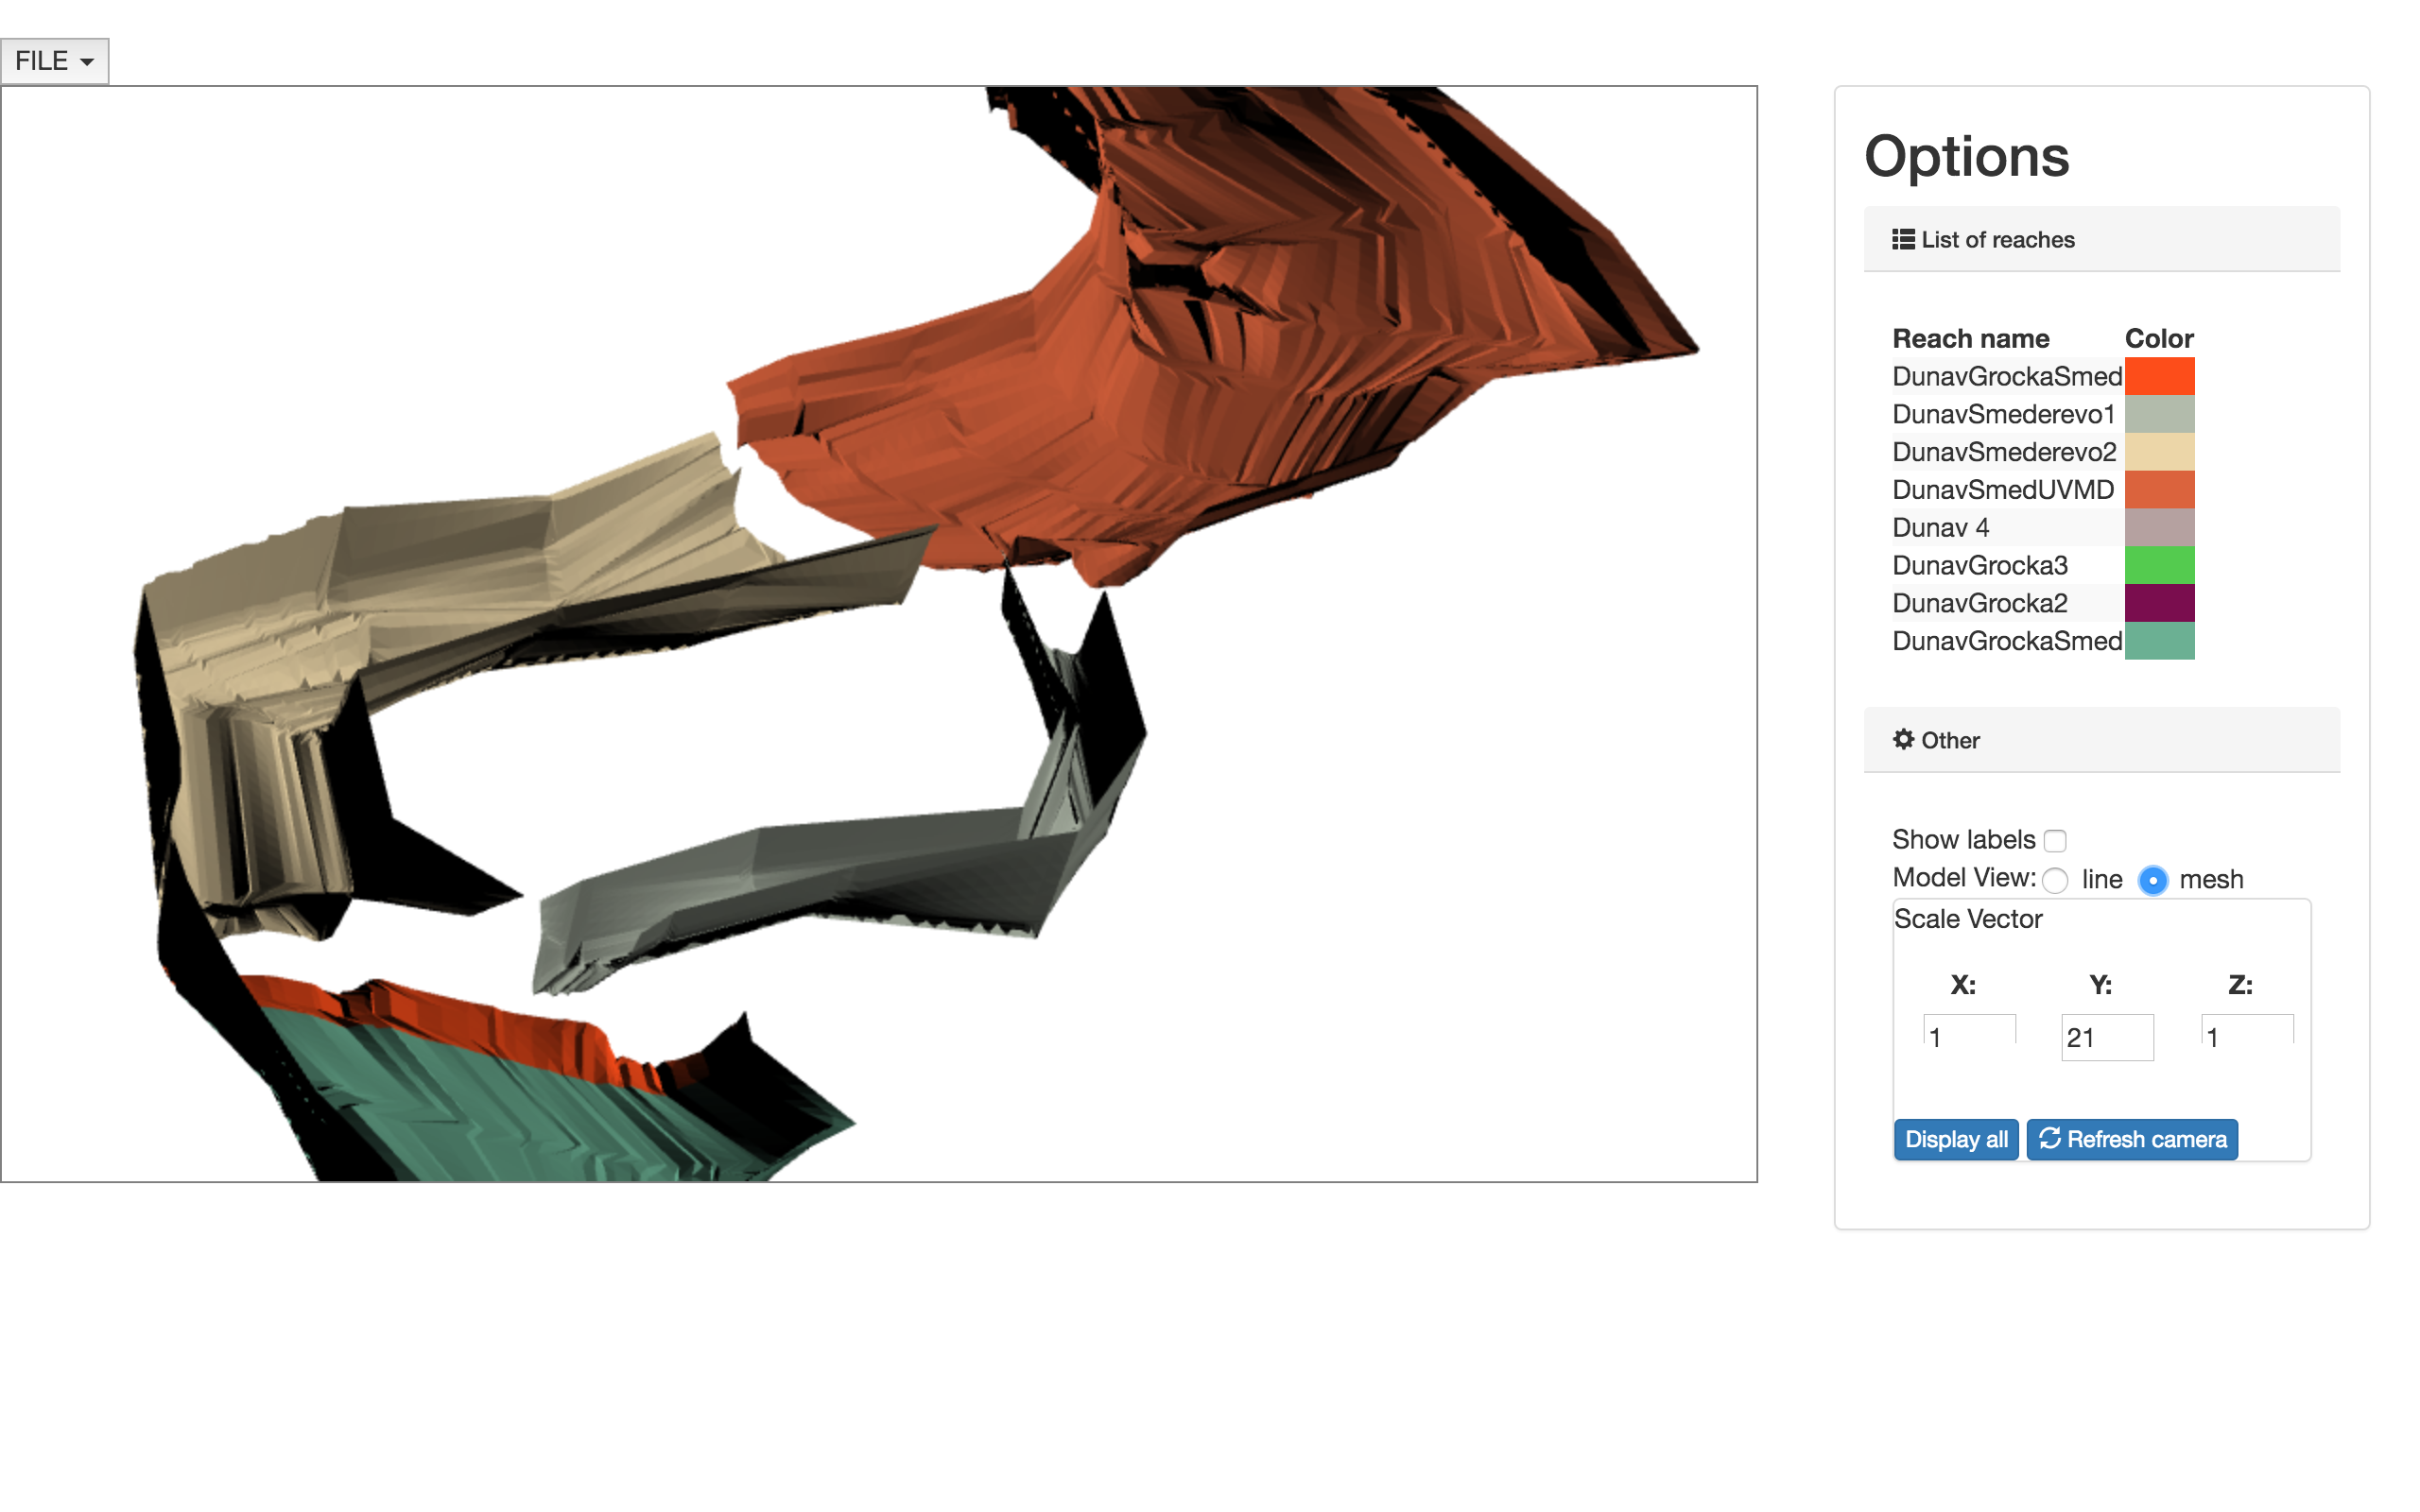 FILE
Options
List of reaches
Reach name Color
DunavGrockaSmed
DunavSmederevo1
DunavSmederevo2
DunavSmedUVMD
Dunav 4
DunavGrocka3
DunavGrocka2
DunavGrockaSmed
Other
Show labels
Model View: line mesh
Scale Vector
X: Y: Z:
1 21 1
Display all Refresh camera